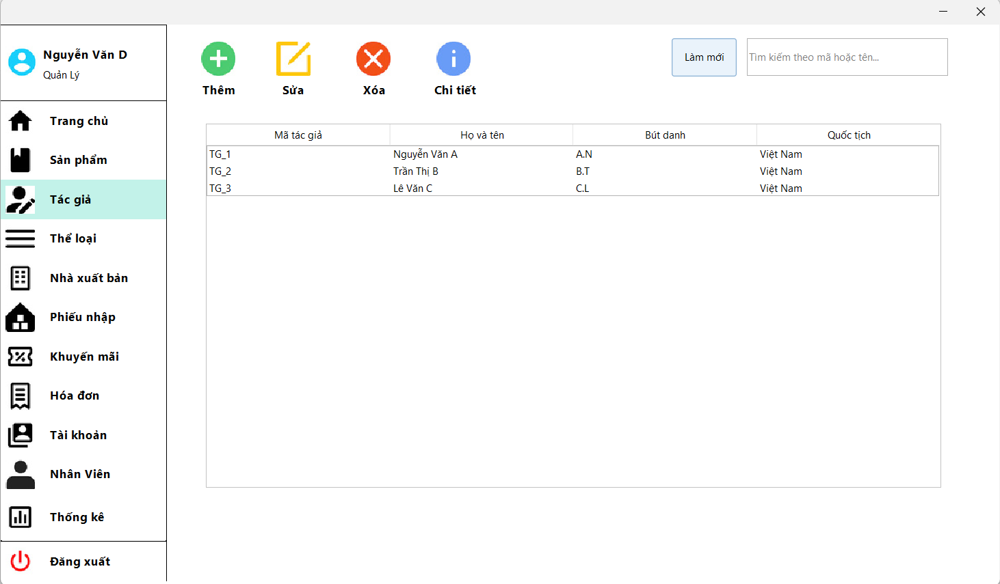 Nguyễn Văn D
Quản Lý
Trang chủ
Sản phẩm
Tác giả
Thể loại
Nhà xuất bản
Phiếu nhập
Khuyến mãi
Hóa đơn
Tài khoản
Nhân Viên
Thống kê
Đăng xuất
Thêm Sửa Xóa Chi tiết
Làm mới Tìm kiếm theo mã hoặc tên...
Mã tác giả Họ và tên Bút danh Quốc tịch
TG_1 Nguyễn Văn A A.N Việt Nam
TG_2 Trần Thị B B.T Việt Nam
TG_3 Lê Văn C C.L Việt Nam